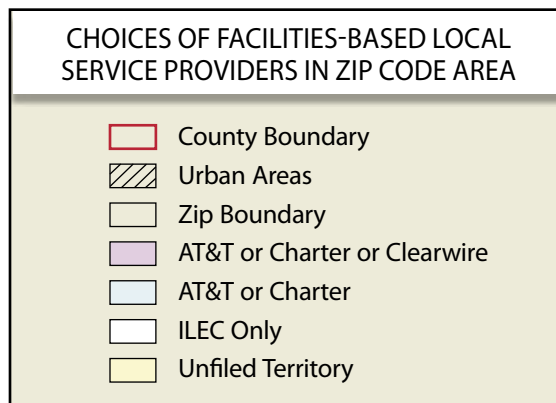 CHOICES OF FACILITIES-BASED LOCAL
SERVICE PROVIDERS IN ZIP CODE AREA
County Boundary
Urban Areas
Zip Boundary
AT&T or Charter or Clearwire
AT&T or Charter
ILEC Only
Unfiled Territory